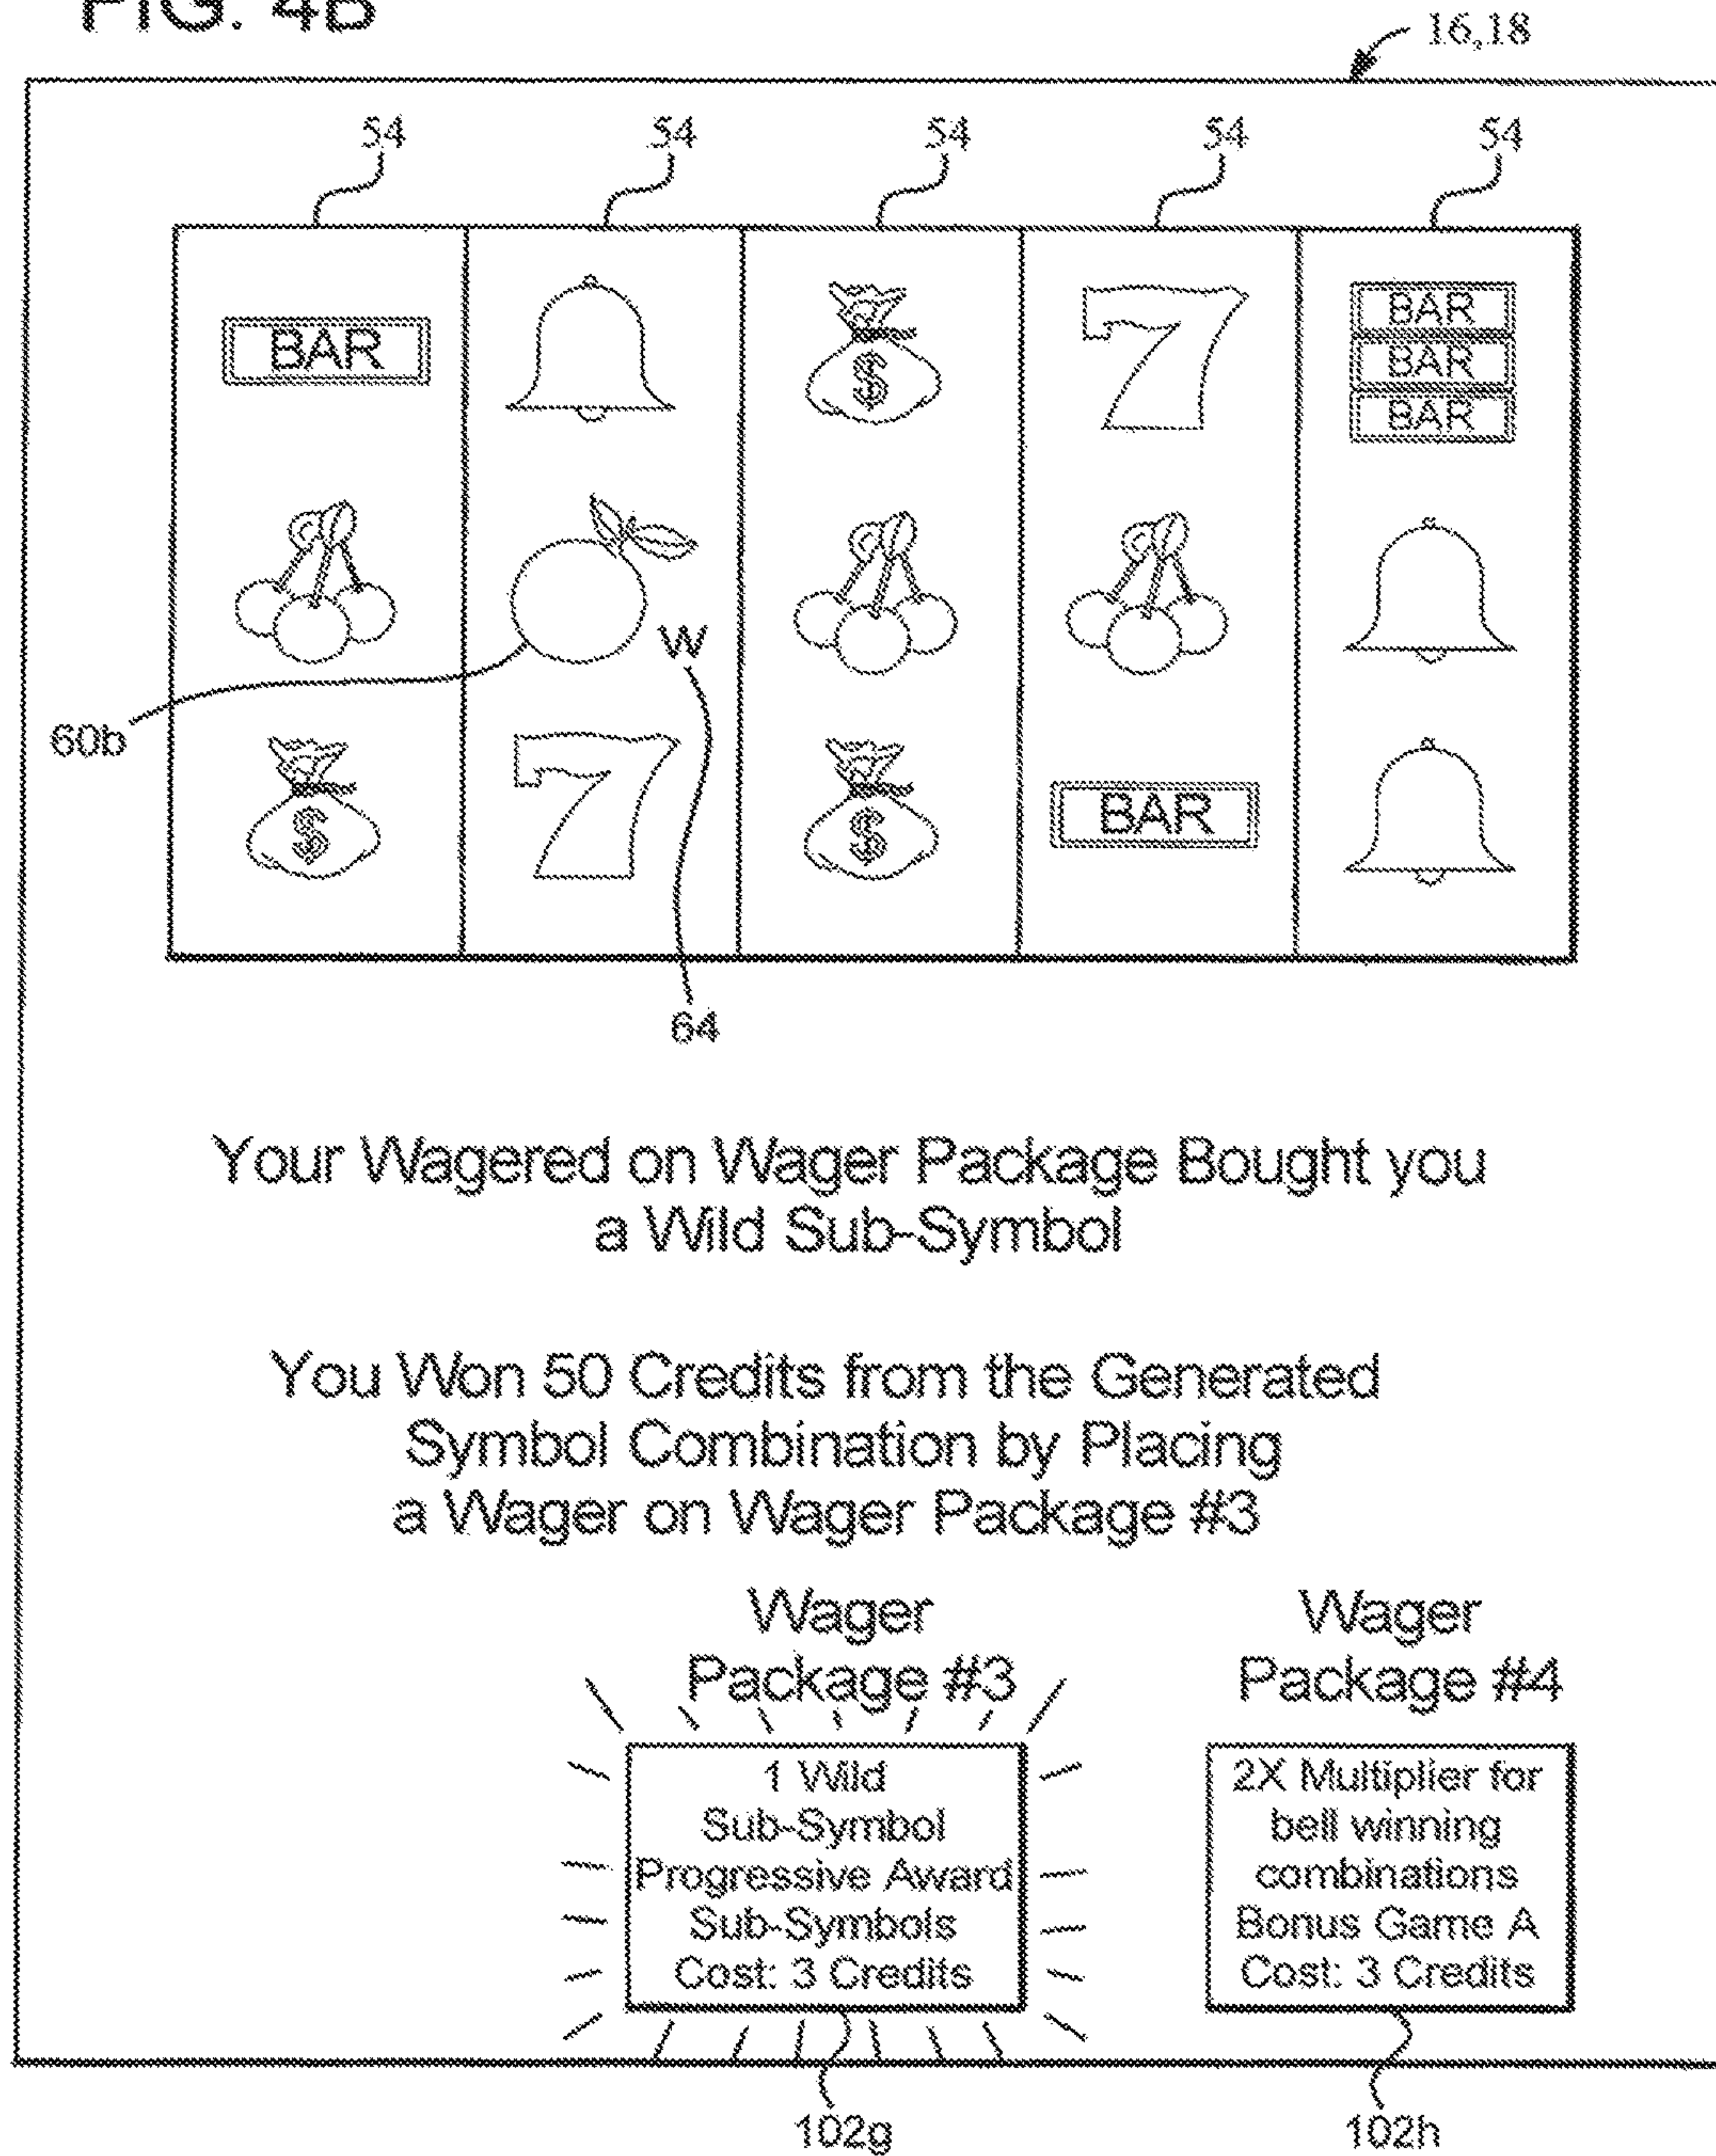 FIG. 4B
16,18
54 54 54 54 54
BAR $ 7 BAR
BAR
BAR
W
60b
$ 7 $ BAR
64
Your Wagered on Wager Package Bought you
a Wild Sub-Symbol
You Won 50 Credits from the Generated
Symbol Combination by Placing
a Wager on Wager Package #3
Wager
Package #3
1 Wild
Sub-Symbol
Progressive Award
Sub-Symbols
Cost: 3 Credits
102g
Wager
Package #4
2X Multiplier for
bell winning
combinations
Bonus Game A
Cost: 3 Credits
102h